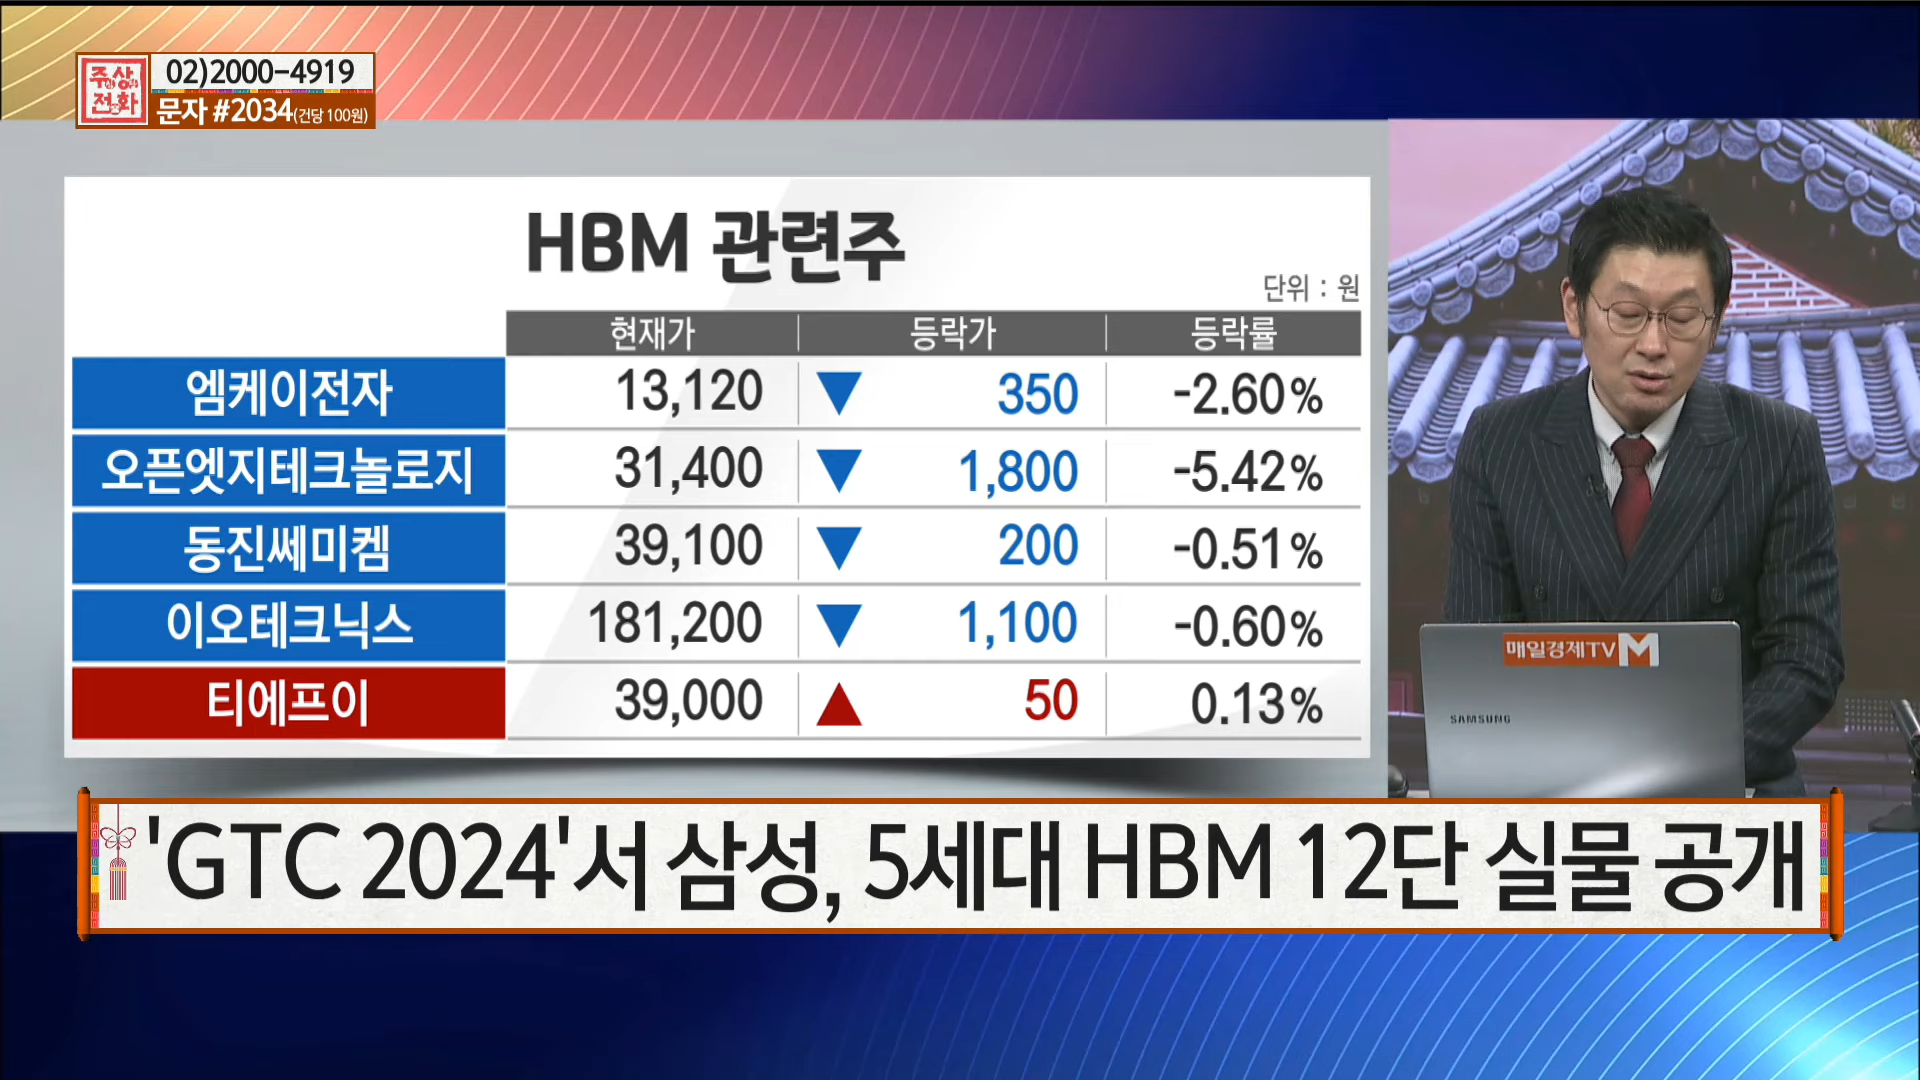 주상
전화
02)2000-4919
문자 #2034(건당 100원)
HBM 관련주
단위 : 원
현재가 등락가 등락률
엠케이전자 13,120 ▼ 350 -2.60%
오픈엣지테크놀로지 31,400 ▼ 1,800 -5.42%
동진쎄미켐 39,100 ▼ 200 -0.51%
이오테크닉스 181,200 ▼ 1,100 -0.60%
티에프이 39,000 ▲ 50 0.13%
매일경제TV M
SAMSUNG
'GTC 2024'서 삼성, 5세대 HBM 12단 실물 공개